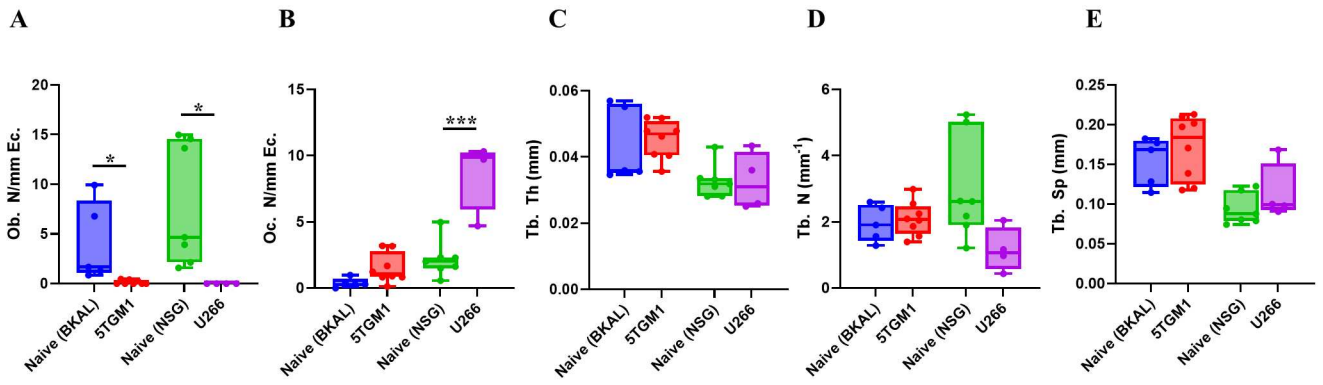 A
B
C
D
E
Ob. N/mm Ec.
20
15
10
5
0
*
*
Naive (BKAL)
5TGM1
Naive (NSG)
U266
Oc. N/mm Ec.
15
10
5
0
***
Naive (BKAL)
5TGM1
Naive (NSG)
U266
Tb. Th (mm)
0.06
0.04
0.02
0.00
Naive (BKAL)
5TGM1
Naive (NSG)
U266
Tb. N (mm⁻¹)
6
4
2
0
Naive (BKAL)
5TGM1
Naive (NSG)
U266
Tb. Sp (mm)
0.25
0.20
0.15
0.10
0.05
0.00
Naive (BKAL)
5TGM1
Naive (NSG)
U266